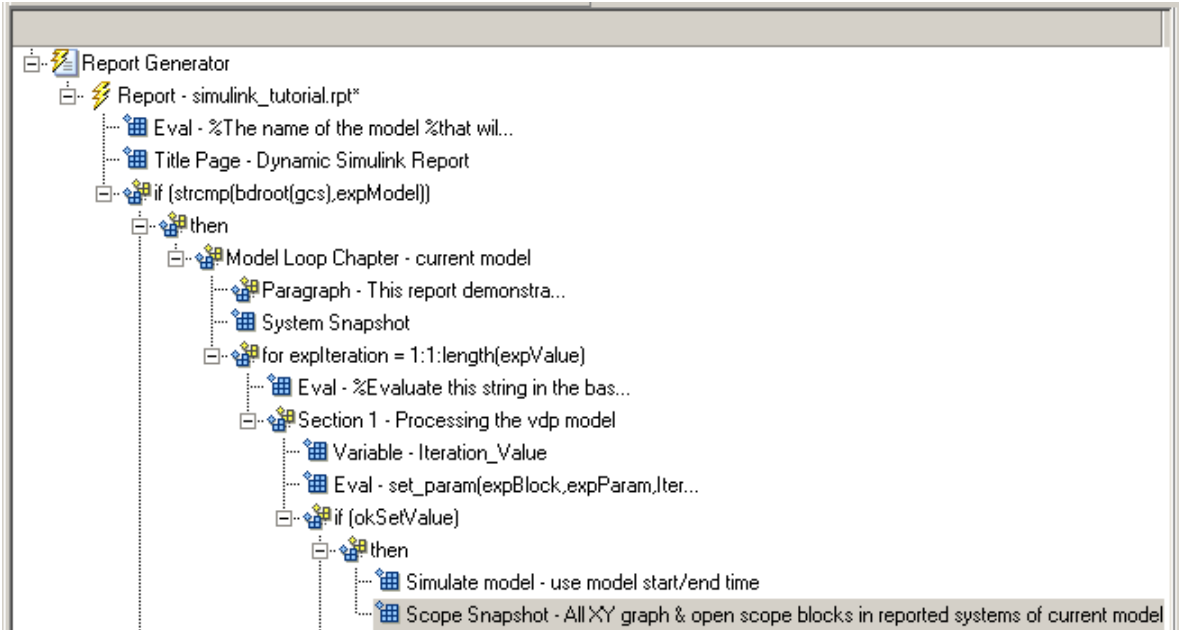 Report Generator
Report - simulink_tutorial.rpt*
Eval - %The name of the model %that wil...
Title Page - Dynamic Simulink Report
if (strcmp(bdroot(gcs),expModel))
then
Model Loop Chapter - current model
Paragraph - This report demonstra...
System Snapshot
for expIteration = 1:1:length(expValue)
Eval - %Evaluate this string in the bas...
Section 1 - Processing the vdp model
Variable - Iteration_Value
Eval - set_param(expBlock,expParam,Iter...
if (okSetValue)
then
Simulate model - use model start/end time
Scope Snapshot - All XY graph & open scope blocks in reported systems of current model